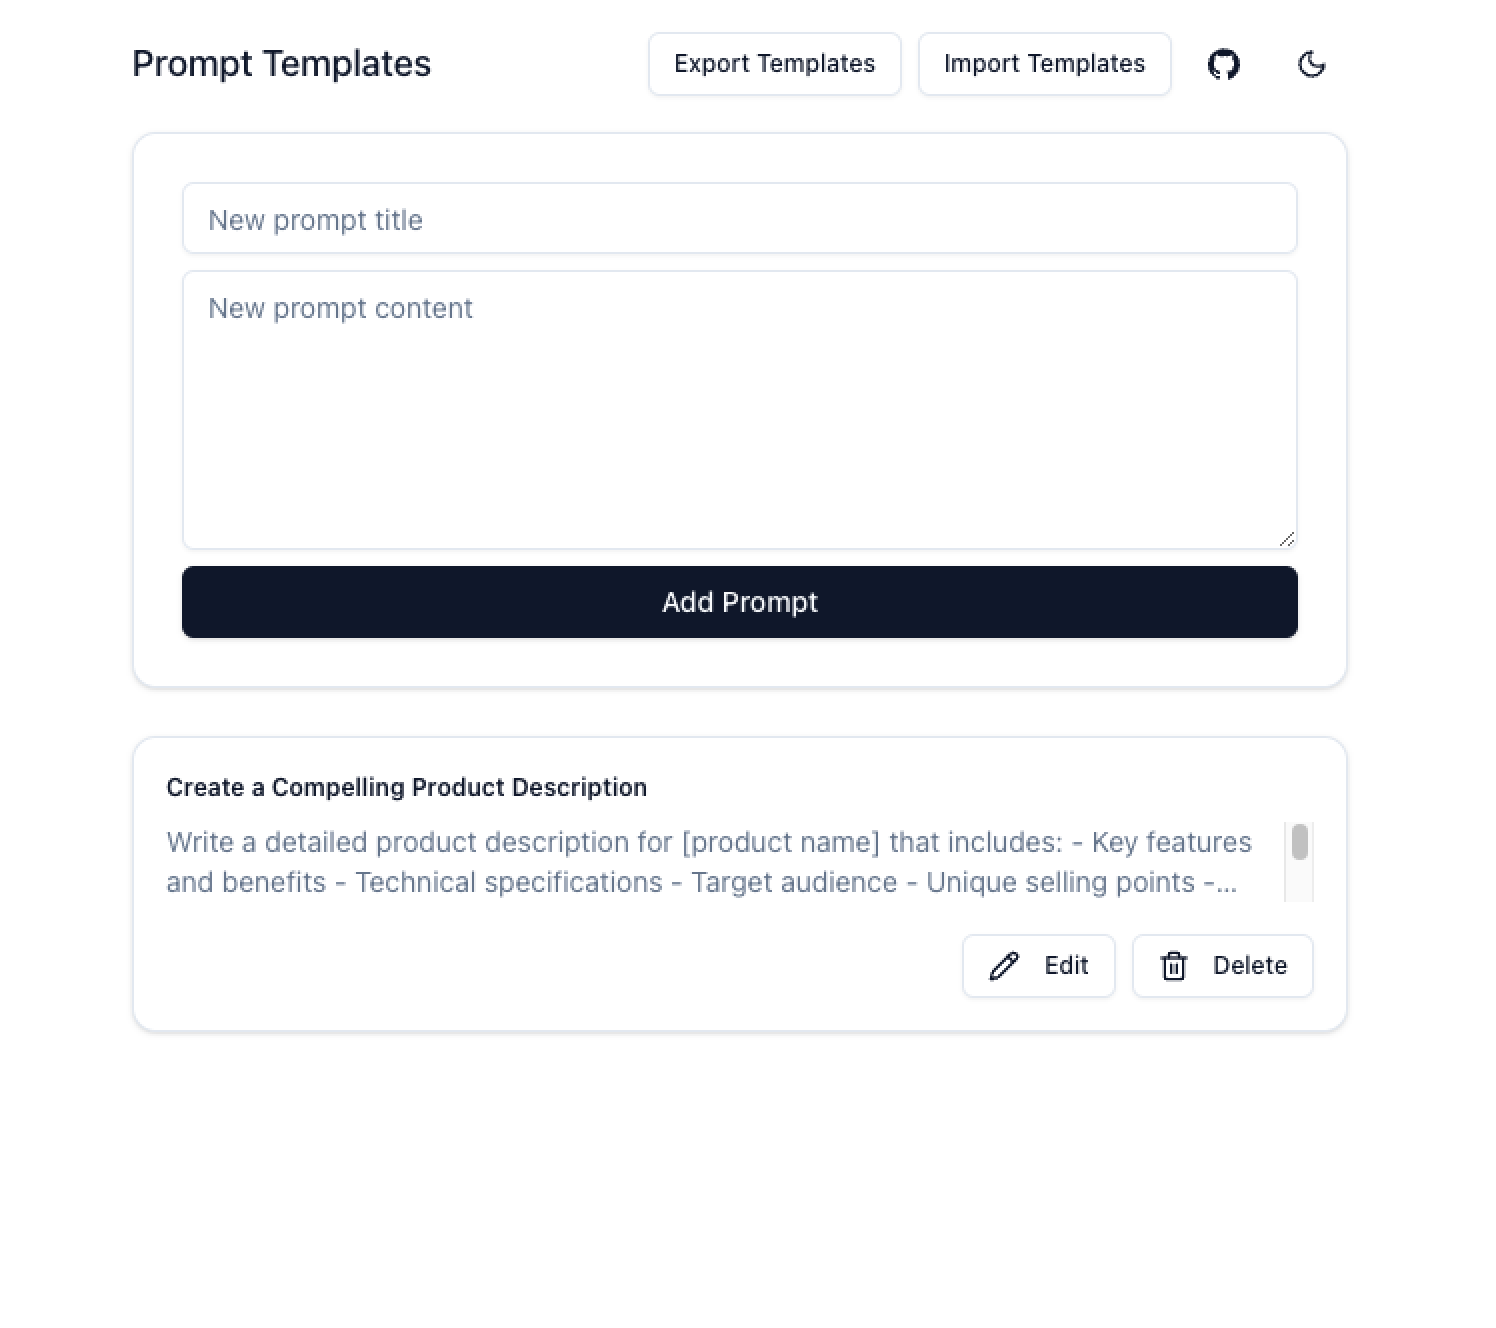 Prompt Templates
Export Templates
Import Templates
New prompt title
New prompt content
Add Prompt
Create a Compelling Product Description
Write a detailed product description for [product name] that includes: - Key features
and benefits - Technical specifications - Target audience - Unique selling points -...
Edit
Delete